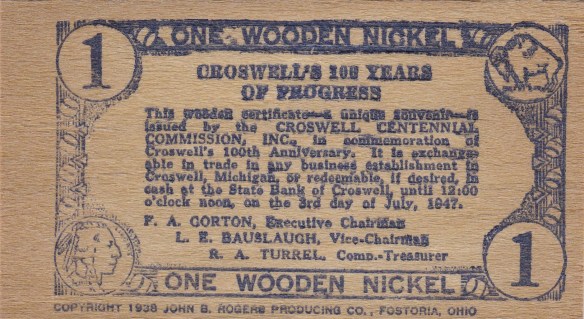 ONE WOODEN NICKEL
1
CROSWELL'S 100 YEARS
OF PROGRESS
This wooden certificate—a unique souvenir—is
issued by the CROSWELL CENTENNIAL
COMMISSION, INC., in commemoration of
Croswell's 100th Anniversary. It is exchange-
able in trade in any business establishment in
Croswell, Michigan, or redeemable, if desired, in
cash at the State Bank of Croswell, until 12:00
o'clock noon, on the 3rd day of July, 1947.
F. A. GORTON, Executive Chairman
L. E. BAUSLAUGH, Vice-Chairman
R. A. TURREL, Comp.-Treasurer
1
ONE WOODEN NICKEL
COPYRIGHT 1938 JOHN B. ROGERS PRODUCING CO., FOSTORIA, OHIO